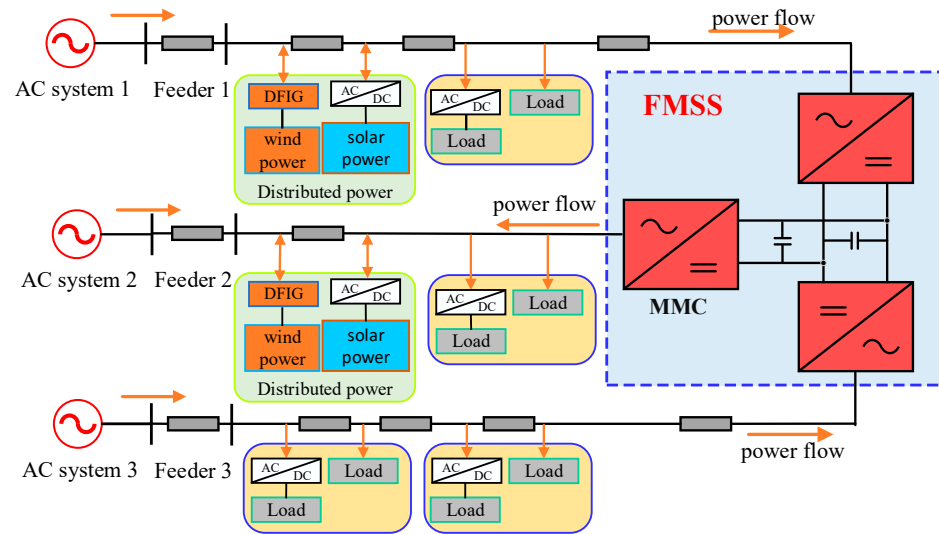 power flow
AC system 1
Feeder 1
DFIG
AC
DC
wind
power
solar
power
Distributed power
AC
DC
Load
Load
FMSS
power flow
AC system 2
Feeder 2
DFIG
AC
DC
wind
power
solar
power
Distributed power
AC
DC
Load
Load
MMC
AC system 3
Feeder 3
AC
DC
Load
Load
AC
DC
Load
Load
power flow